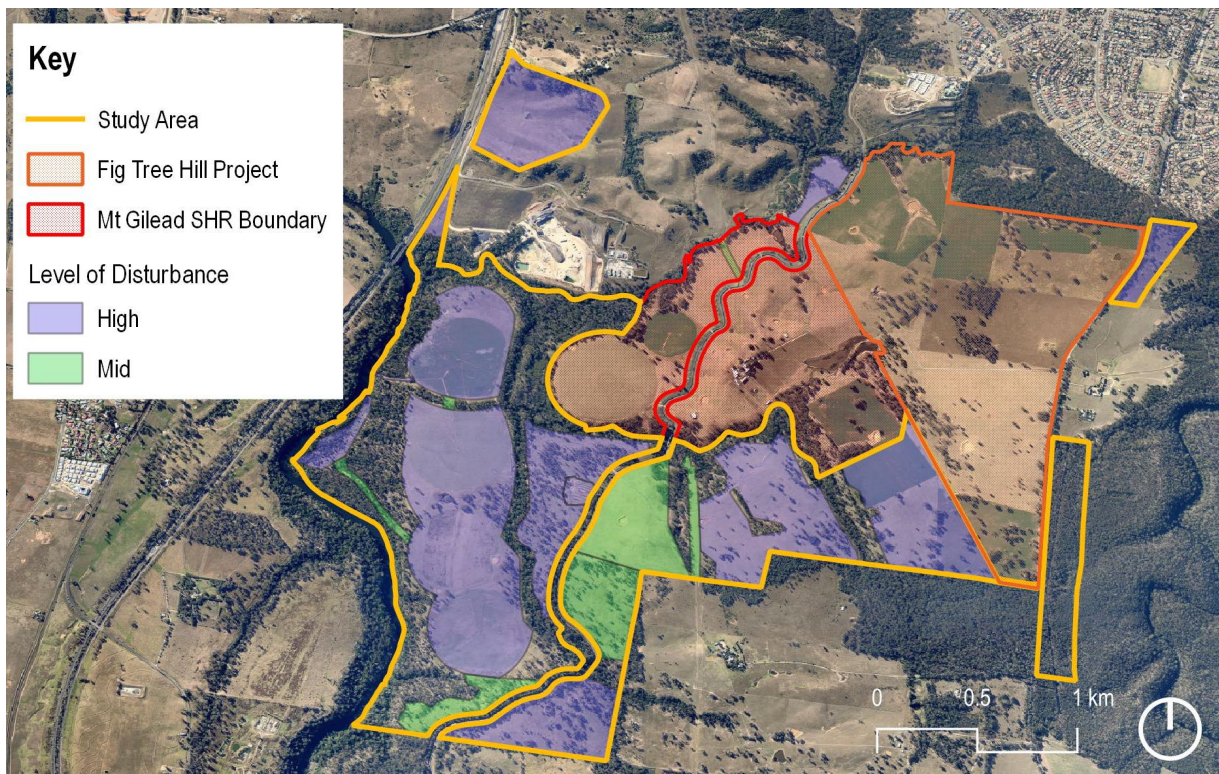 Key
Study Area
Fig Tree Hill Project
Mt Gilead SHR Boundary
Level of Disturbance
High
Mid
0 0.5 1 km